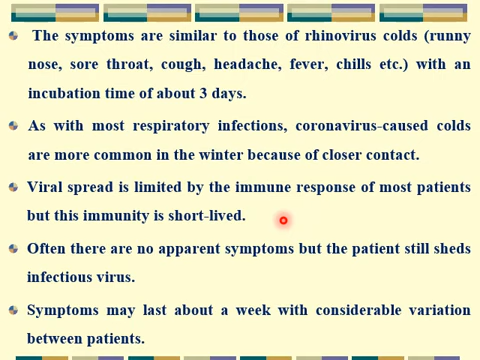 The symptoms are similar to those of rhinovirus colds (runny
nose, sore throat, cough, headache, fever, chills etc.) with an
incubation time of about 3 days.
As with most respiratory infections, coronavirus-caused colds
are more common in the winter because of closer contact.
Viral spread is limited by the immune response of most patients
but this immunity is short-lived.
Often there are no apparent symptoms but the patient still sheds
infectious virus.
Symptoms may last about a week with considerable variation
between patients.